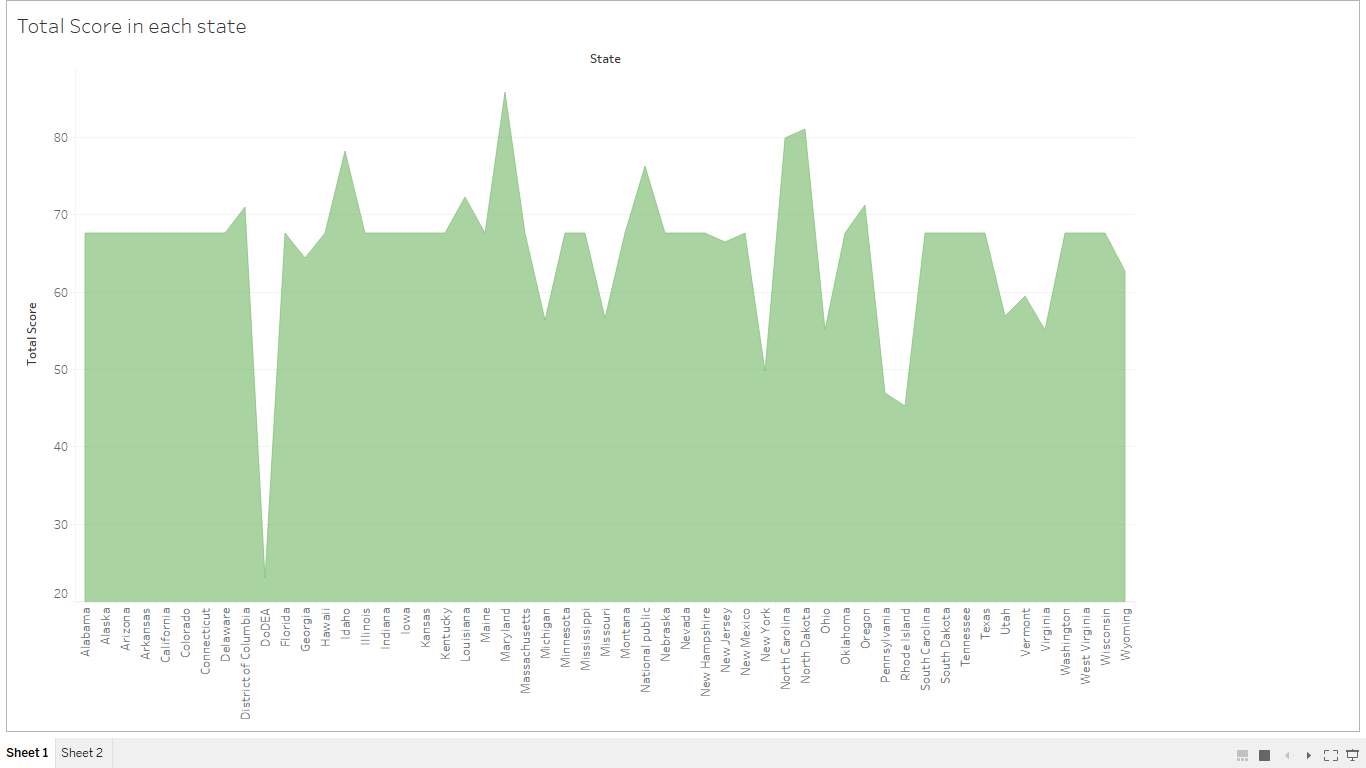 Total Score in each state
State
80
70
60
50
40
30
20
Total Score
Alabama
Alaska
Arizona
Arkansas
California
Colorado
Connecticut
Delaware
District of Columbia
DoDEA
Florida
Georgia
Hawaii
Idaho
Illinois
Indiana
Iowa
Kansas
Kentucky
Louisiana
Maine
Maryland
Massachusetts
Michigan
Minnesota
Mississippi
Missouri
Montana
National public
Nebraska
Nevada
New Hampshire
New Jersey
New Mexico
New York
North Carolina
North Dakota
Ohio
Oklahoma
Oregon
Pennsylvania
Rhode Island
South Carolina
South Dakota
Tennessee
Texas
Utah
Vermont
Virginia
Washington
West Virginia
Wisconsin
Wyoming
Sheet 1
Sheet 2